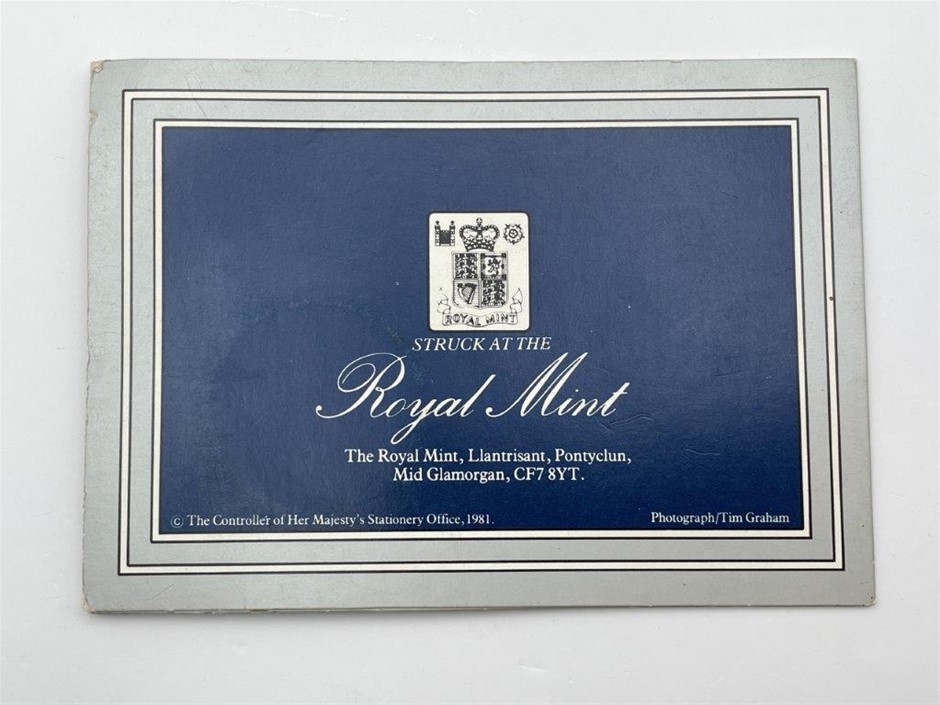 ROYAL MINT
STRUCK AT THE
Royal Mint
The Royal Mint, Llantrisant, Pontyclun,
Mid Glamorgan, CF7 8YT.
© The Controller of Her Majesty's Stationery Office, 1981.
Photograph/Tim Graham